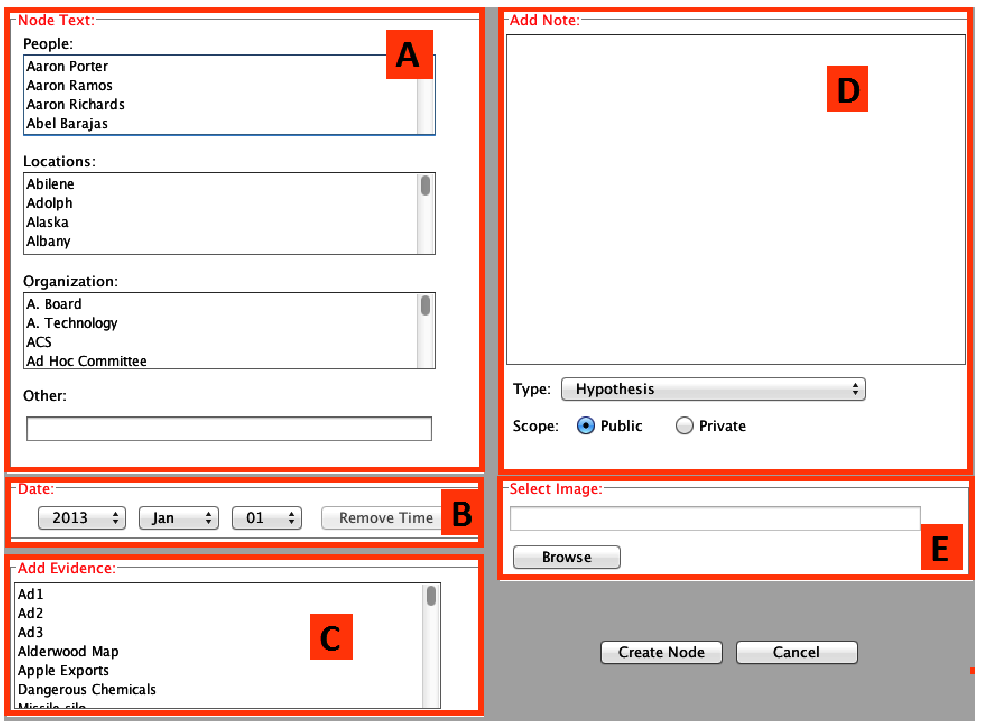 Node Text:
People:
A
Aaron Porter
Aaron Ramos
Aaron Richards
Abel Barajas
Locations:
Abilene
Adolph
Alaska
Albany
Organization:
A. Board
A. Technology
ACS
Ad Hoc Committee
Other:
Date:
2013 Jan 01 Remove Time B
Add Evidence:
Ad1
Ad2
Ad3
Alderwood Map
Apple Exports
Dangerous Chemicals
Missile silo
C
Add Note:
D
Type: Hypothesis
Scope: Public Private
Select Image:
E
Browse
Create Node Cancel